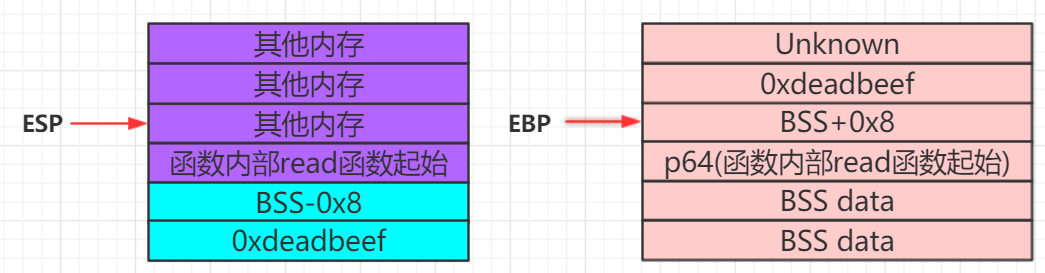 其他内存
其他内存
ESP
其他内存
函数内部read函数起始
BSS-0x8
0xdeadbeef
Unknown
0xdeadbeef
EBP
BSS+0x8
p64(函数内部read函数起始)
BSS data
BSS data